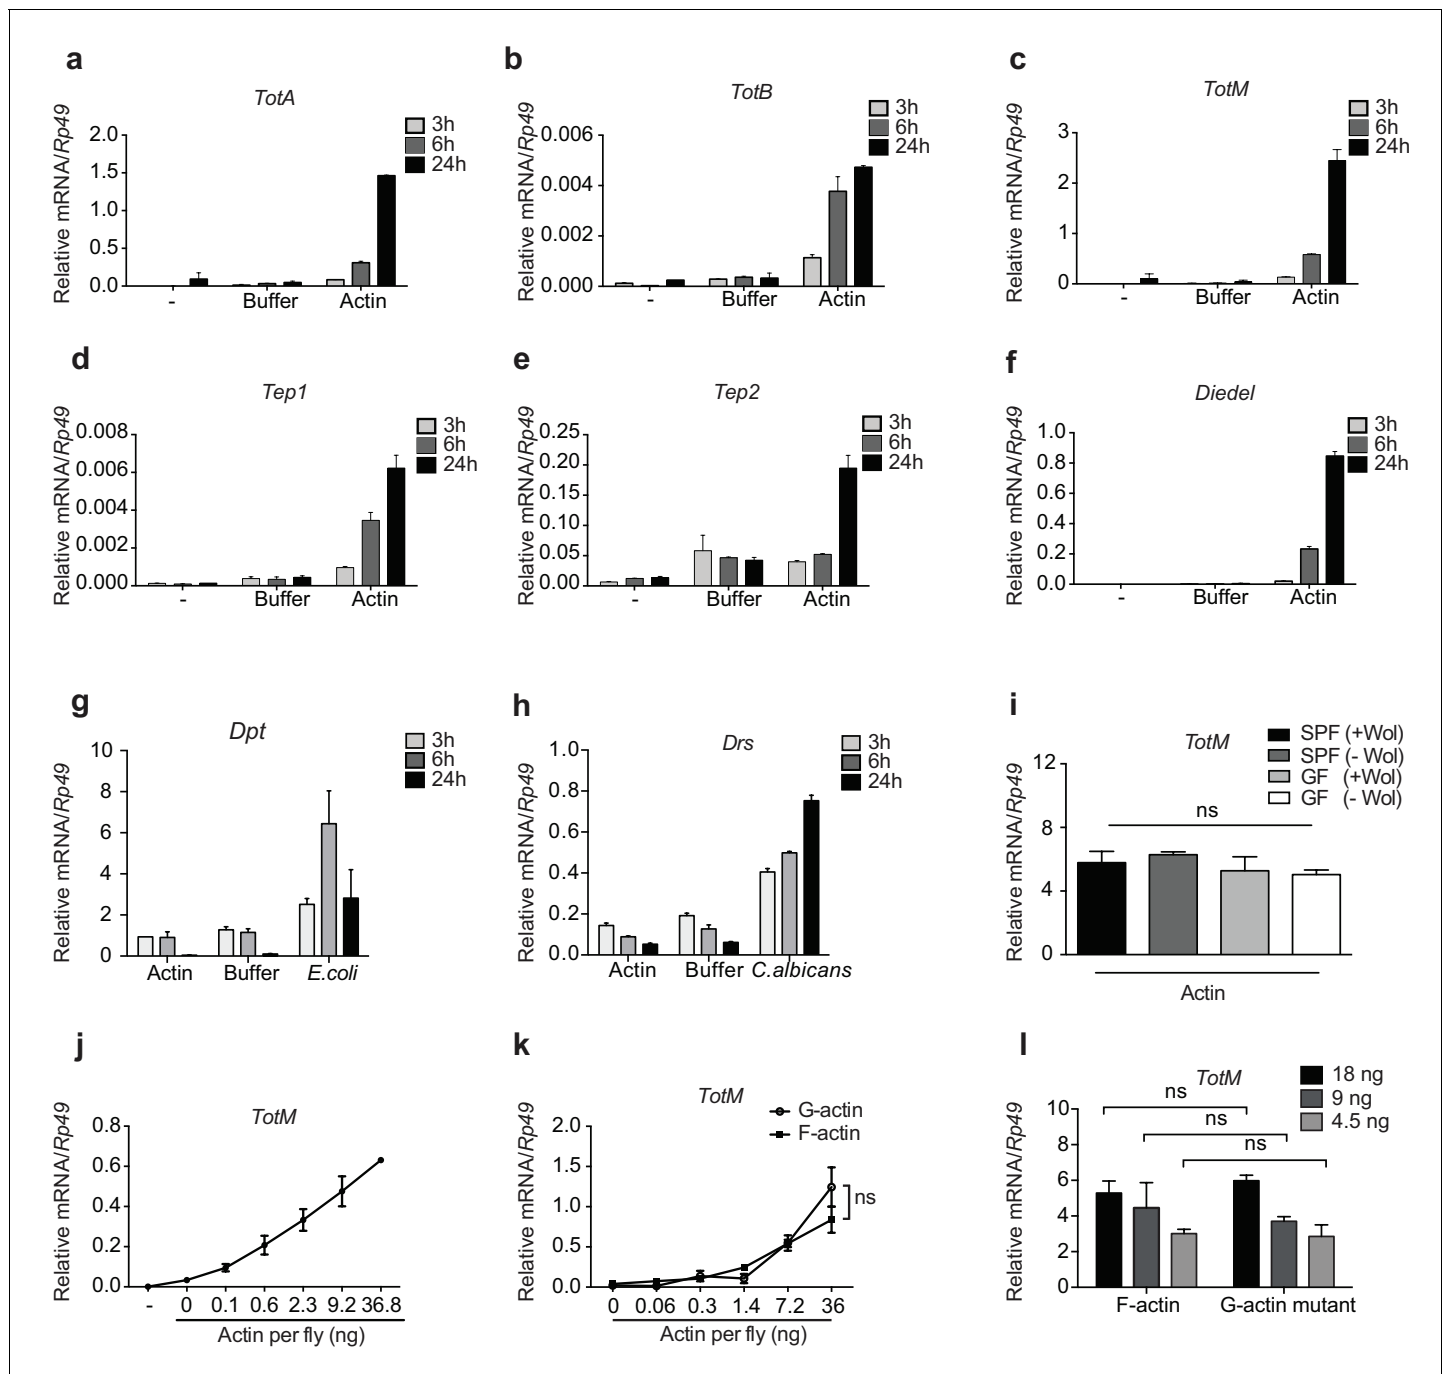 a
TotA
Relative mRNA/Rp49
2.0
1.5
1.0
0.5
0.0
-
Buffer
Actin
3h
6h
24h
b
TotB
Relative mRNA/Rp49
0.006
0.004
0.002
0.000
-
Buffer
Actin
3h
6h
24h
c
TotM
Relative mRNA/Rp49
3
2
1
0
-
Buffer
Actin
3h
6h
24h
d
Tep1
Relative mRNA/Rp49
0.008
0.006
0.004
0.002
0.000
-
Buffer
Actin
3h
6h
24h
e
Tep2
Relative mRNA/Rp49
0.25
0.20
0.15
0.10
0.05
0.00
-
Buffer
Actin
3h
6h
24h
f
Diedel
Relative mRNA/Rp49
1.0
0.8
0.6
0.4
0.2
0.0
-
Buffer
Actin
3h
6h
24h
g
Dpt
Relative mRNA/Rp49
10
8
6
4
2
0
Actin
Buffer
E.coli
3h
6h
24h
h
Drs
Relative mRNA/Rp49
1.0
0.8
0.6
0.4
0.2
0.0
Actin
Buffer
C.albicans
3h
6h
24h
i
TotM
SPF (+Wol)
SPF (- Wol)
GF (+Wol)
GF (- Wol)
Relative mRNA/Rp49
12
8
4
0
ns
Actin
j
TotM
Relative mRNA/Rp49
0.8
0.6
0.4
0.2
0.0
- 0 0.1 0.6 2.3 9.2 36.8
Actin per fly (ng)
k
TotM
G-actin
F-actin
Relative mRNA/Rp49
2.0
1.5
1.0
0.5
0.0
ns
0 0.06 0.3 1.4 7.2 36
Actin per fly (ng)
l
TotM
18 ng
9 ng
4.5 ng
Relative mRNA/Rp49
10
8
6
4
2
0
ns
ns
ns
F-actin
G-actin mutant